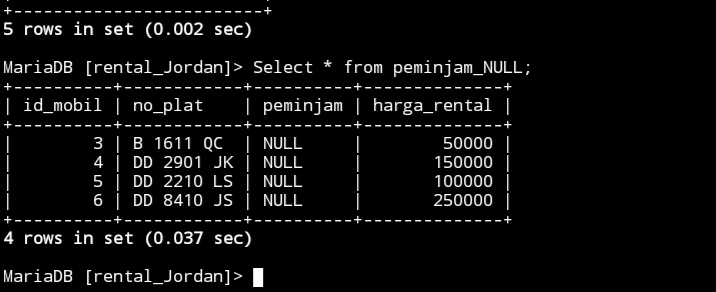 +-------------------------+
5 rows in set (0.002 sec)
MariaDB [rental_Jordan]> Select * from peminjam_NULL;
+----------+------------+----------+--------------+
| id_mobil | no_plat    | peminjam | harga_rental |
+----------+------------+----------+--------------+
|        3 | B 1611 QC  | NULL     |        50000 |
|        4 | DD 2901 JK | NULL     |       150000 |
|        5 | DD 2210 LS | NULL     |       100000 |
|        6 | DD 8410 JS | NULL     |       250000 |
+----------+------------+----------+--------------+
4 rows in set (0.037 sec)
MariaDB [rental_Jordan]>